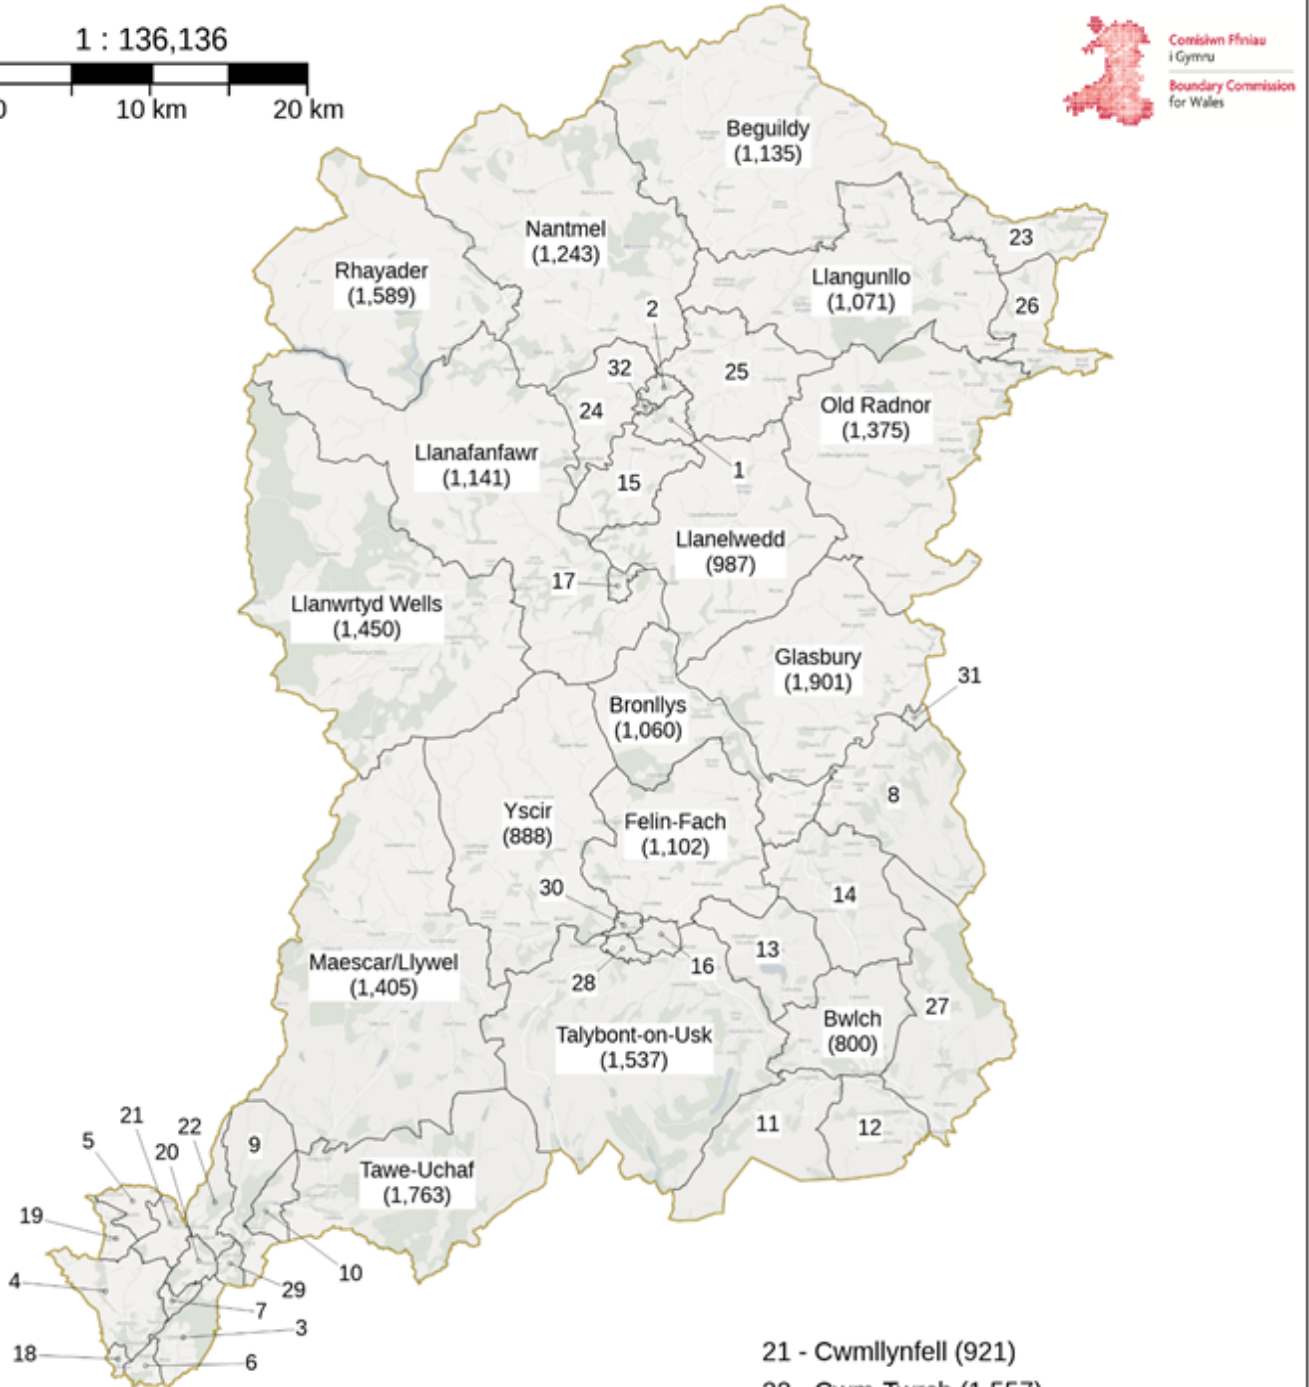 1 : 136,136
0
10 km
20 km
Comisiwn Ffiniau
i Gymru
Boundary Commission
for Wales
Beguildy
(1,135)
23
Nantmel
(1,243)
Rhayader
(1,589)
Llangunllo
(1,071)
26
2
32
25
24
Old Radnor
(1,375)
Llanafanfawr
(1,141)
1
15
Llanelwedd
(987)
17
Llanwrtyd Wells
(1,450)
Glasbury
(1,901)
31
Bronllys
(1,060)
8
Yscir
(888)
Felin-Fach
(1,102)
30
14
13
16
28
Maescar/Llywel
(1,405)
27
Bwlch
(800)
Talybont-on-Usk
(1,537)
11
12
21
22
5
20
9
Tawe-Uchaf
(1,763)
19
10
4
29
7
3
18
6
21 - Cwmllynfell (921)
22 - Cwm-Twrch (1,557)